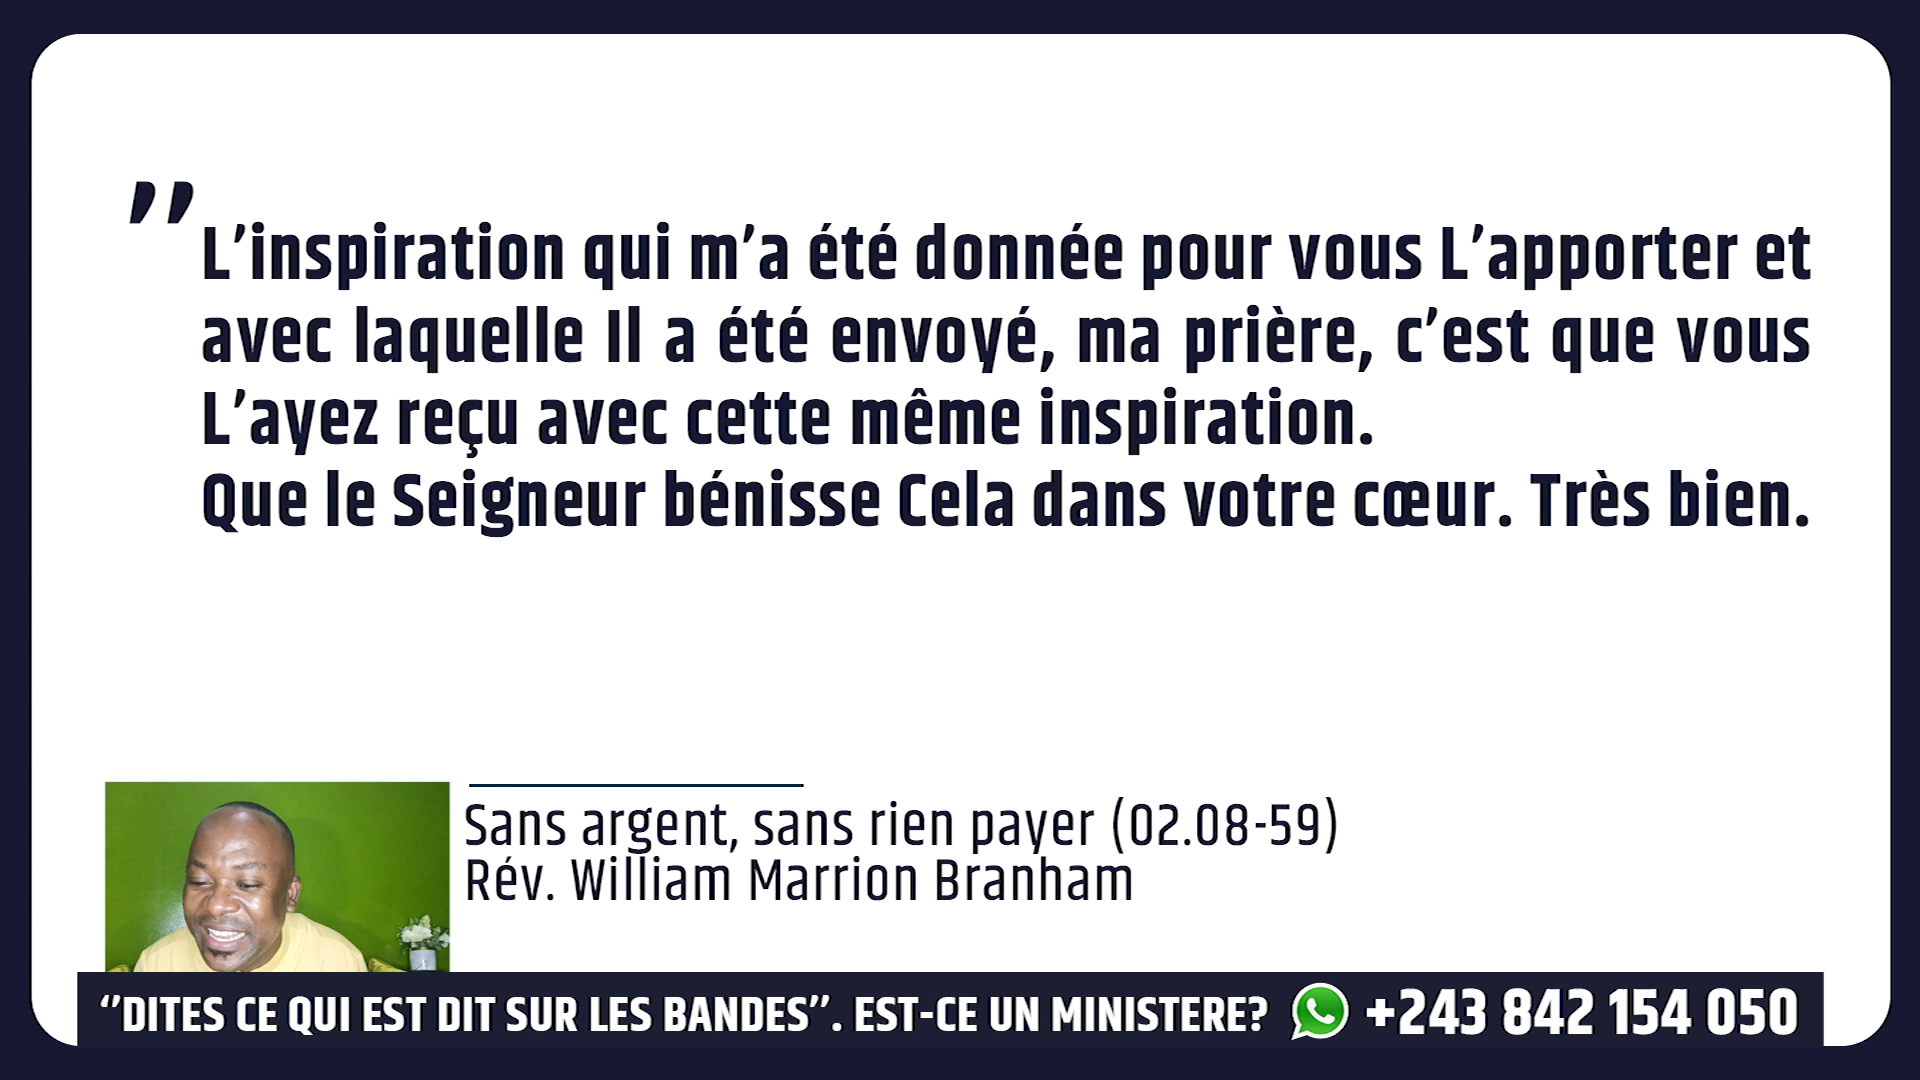 ’’
L’inspiration qui m’a été donnée pour vous L’apporter et
avec laquelle Il a été envoyé, ma prière, c’est que vous
L’ayez reçu avec cette même inspiration.
Que le Seigneur bénisse Cela dans votre cœur. Très bien.
Sans argent, sans rien payer (02.08-59)
Rév. William Marrion Branham
‘’DITES CE QUI EST DIT SUR LES BANDES’’. EST-CE UN MINISTERE? +243 842 154 050